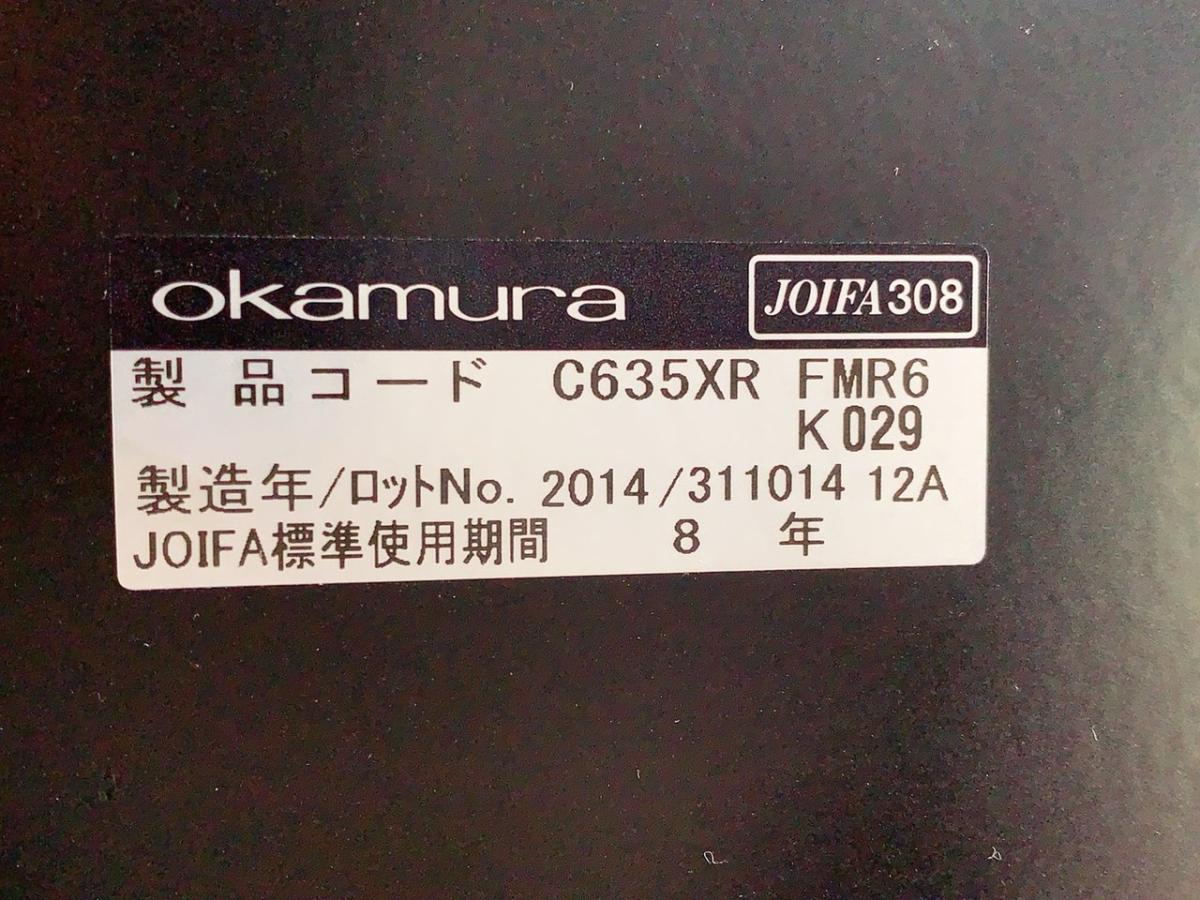 okamura JOIFA308
製品コード C635XR FMR6
K029
製造年/ロットNo. 2014/311014 12A
JOIFA標準使用期間 8 年